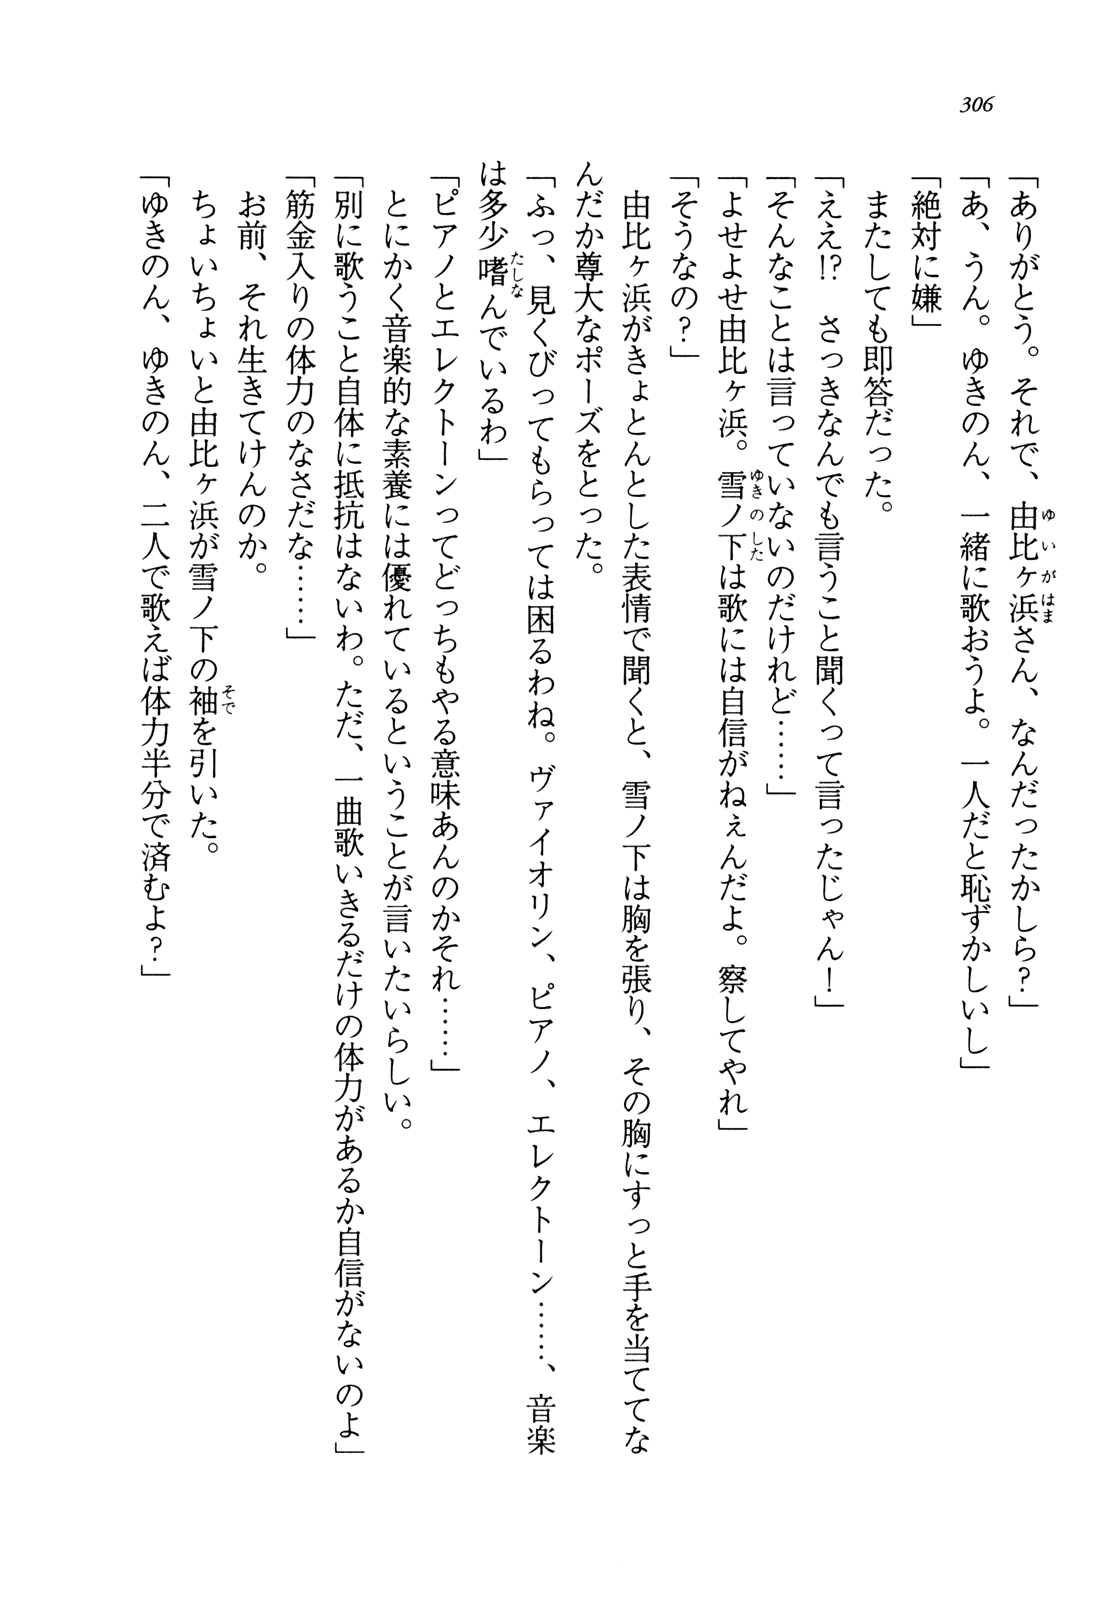 306
「ありがとう。それで、由比ヶ浜さん、なんだったかしら?」
「あ、うん。ゆきのん、一緒に歌おうよ。一人だと恥ずかしいし」
「絶対に嫌」
またしても即答だった。
「ええ!? さっきなんでも言うこと聞くって言ったじゃん!」
「そんなことは言っていないのだけれど……」
「よせよせ由比ヶ浜。雪ノ下は歌には自信がねぇんだよ。察してやれ」
「そうなの?」
由比ヶ浜がきょとんとした表情で聞くと、雪ノ下は胸を張り、その胸にすっと手を当ててな
んだか尊大なポーズをとった。
「ふっ、見くびってもらっては困るわね。ヴァイオリン、ピアノ、エレクトーン……、音楽
は多少嗜んでいるわ」
「ピアノとエレクトーンってどっちもやる意味あんのかそれ……」
とにかく音楽的な素養には優れているということが言いたいらしい。
「別に歌うこと自体に抵抗はないわ。ただ、一曲歌いきるだけの体力があるか自信がないのよ」
「筋金入りの体力のなさだな……」
お前、それ生きてけんのか。
ちょいちょいと由比ヶ浜が雪ノ下の袖を引いた。
「ゆきのん、ゆきのん、二人で歌えば体力半分で済むよ?」